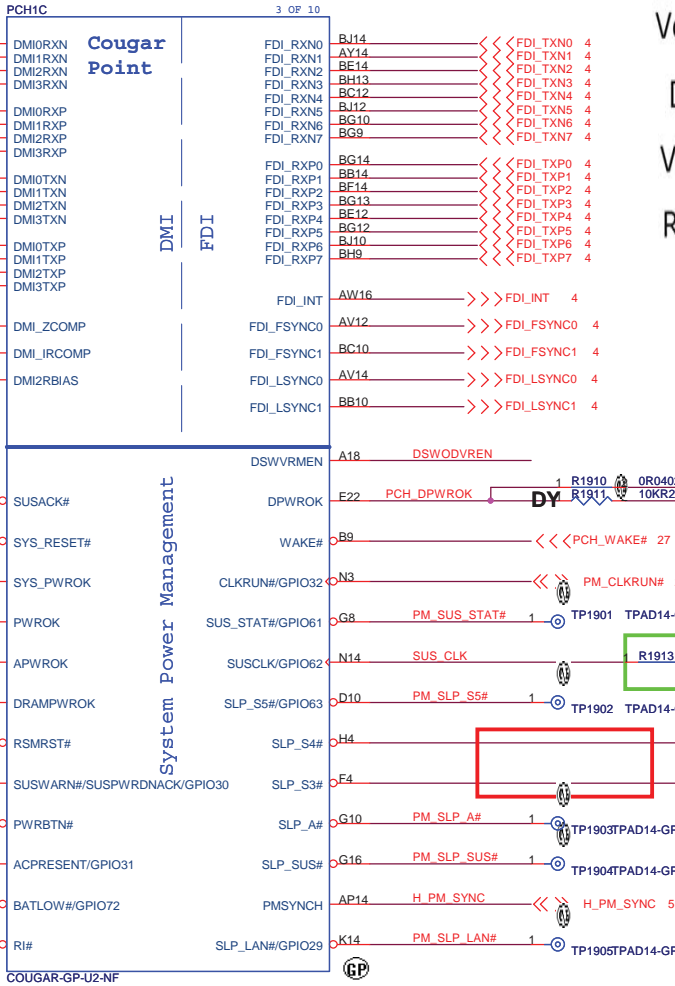 PCH1C 3 OF 10
Cougar
Point
DMI0RXN FDI_RXN0 BJ14 FDI_TXN0 4
DMI1RXN FDI_RXN1 AY14 FDI_TXN1 4
DMI2RXN FDI_RXN2 BE14 FDI_TXN2 4
DMI3RXN FDI_RXN3 BH13 FDI_TXN3 4
FDI_RXN4 BC12 FDI_TXN4 4
DMI0RXP FDI_RXN5 BJ12 FDI_TXN5 4
DMI1RXP FDI_RXN6 BG10 FDI_TXN6 4
DMI2RXP FDI_RXN7 BG9 FDI_TXN7 4
DMI3RXP
FDI_RXP0 BG14 FDI_TXP0 4
DMI0TXN FDI_RXP1 BB14 FDI_TXP1 4
DMI1TXN FDI_RXP2 BF14 FDI_TXP2 4
DMI2TXN FDI_RXP3 BG13 FDI_TXP3 4
DMI3TXN FDI_RXP4 BE12 FDI_TXP4 4
FDI_RXP5 BG12 FDI_TXP5 4
DMI0TXP FDI_RXP6 BJ10 FDI_TXP6 4
DMI1TXP FDI_RXP7 BH9 FDI_TXP7 4
DMI2TXP
DMI3TXP
DMI
FDI
FDI_INT AW16 FDI_INT 4
DMI_ZCOMP FDI_FSYNC0 AV12 FDI_FSYNC0 4
DMI_IRCOMP FDI_FSYNC1 BC10 FDI_FSYNC1 4
DMI2RBIAS FDI_LSYNC0 AV14 FDI_LSYNC0 4
FDI_LSYNC1 BB10 FDI_LSYNC1 4
System Power Management
DSWVRMEN A18 DSWODVREN
1 R1910 0R0402
SUSACK# DPWROK E22 PCH_DPWROK DY R1911 10KR2
SYS_RESET# WAKE# B9 PCH_WAKE# 27
SYS_PWROK CLKRUN#/GPIO32 N3 PM_CLKRUN#
PWROK SUS_STAT#/GPIO61 G8 PM_SUS_STAT# 1 TP1901 TPAD14-
APWROK SUSCLK/GPIO62 N14 SUS_CLK 1 R1913
DRAMPWROK SLP_S5#/GPIO63 D10 PM_SLP_S5# 1 TP1902 TPAD14-
RSMRST# SLP_S4# H4
SUSWARN#/SUSPWRDNACK/GPIO30 SLP_S3# F4
PWRBTN# SLP_A# G10 PM_SLP_A# 1 TP1903TPAD14-GP
ACPRESENT/GPIO31 SLP_SUS# G16 PM_SLP_SUS# 1 TP1904TPAD14-GP
BATLOW#/GPIO72 PMSYNCH AP14 H_PM_SYNC H_PM_SYNC 5
RI# SLP_LAN#/GPIO29 K14 PM_SLP_LAN# 1 TP1905TPAD14-GP
GP
COUGAR-GP-U2-NF